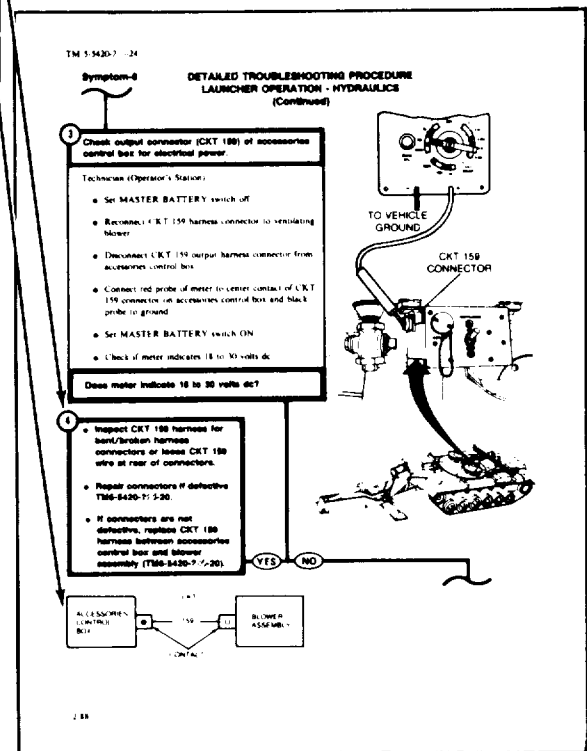 TM 5-5420-2 -24
Symptom-6
DETAILED TROUBLESHOOTING PROCEDURE
LAUNCHER OPERATION - HYDRAULICS
(Continued)
3
Check output connector (CKT 159) of accessories
control box for electrical power.
Technician (Operator's Station)
● Set MASTER BATTERY switch off
● Reconnect CKT 159 harness connector to ventilating
blower
● Disconnect CKT 159 output harness connector from
accessories control box
● Connect red probe of meter to center contact of CKT
159 connector on accessories control box and black
probe to ground
● Set MASTER BATTERY switch ON
● Check if meter indicates 18 to 30 volts dc
Does meter indicate 18 to 30 volts dc?
TO VEHICLE
GROUND
CKT 159
CONNECTOR
4
● Inspect CKT 159 harness for
bent/broken harness
connectors or loose CKT 159
wire at rear of connectors.
● Repair connectors if defective
● If connectors are not
defective, replace CKT 159
harness between accessories
control box and blower
assembly
YES
NO
CKT
ACCESSORIES
CONTROL
BOX
159
BLOWER
ASSEMBLY
CONTACT